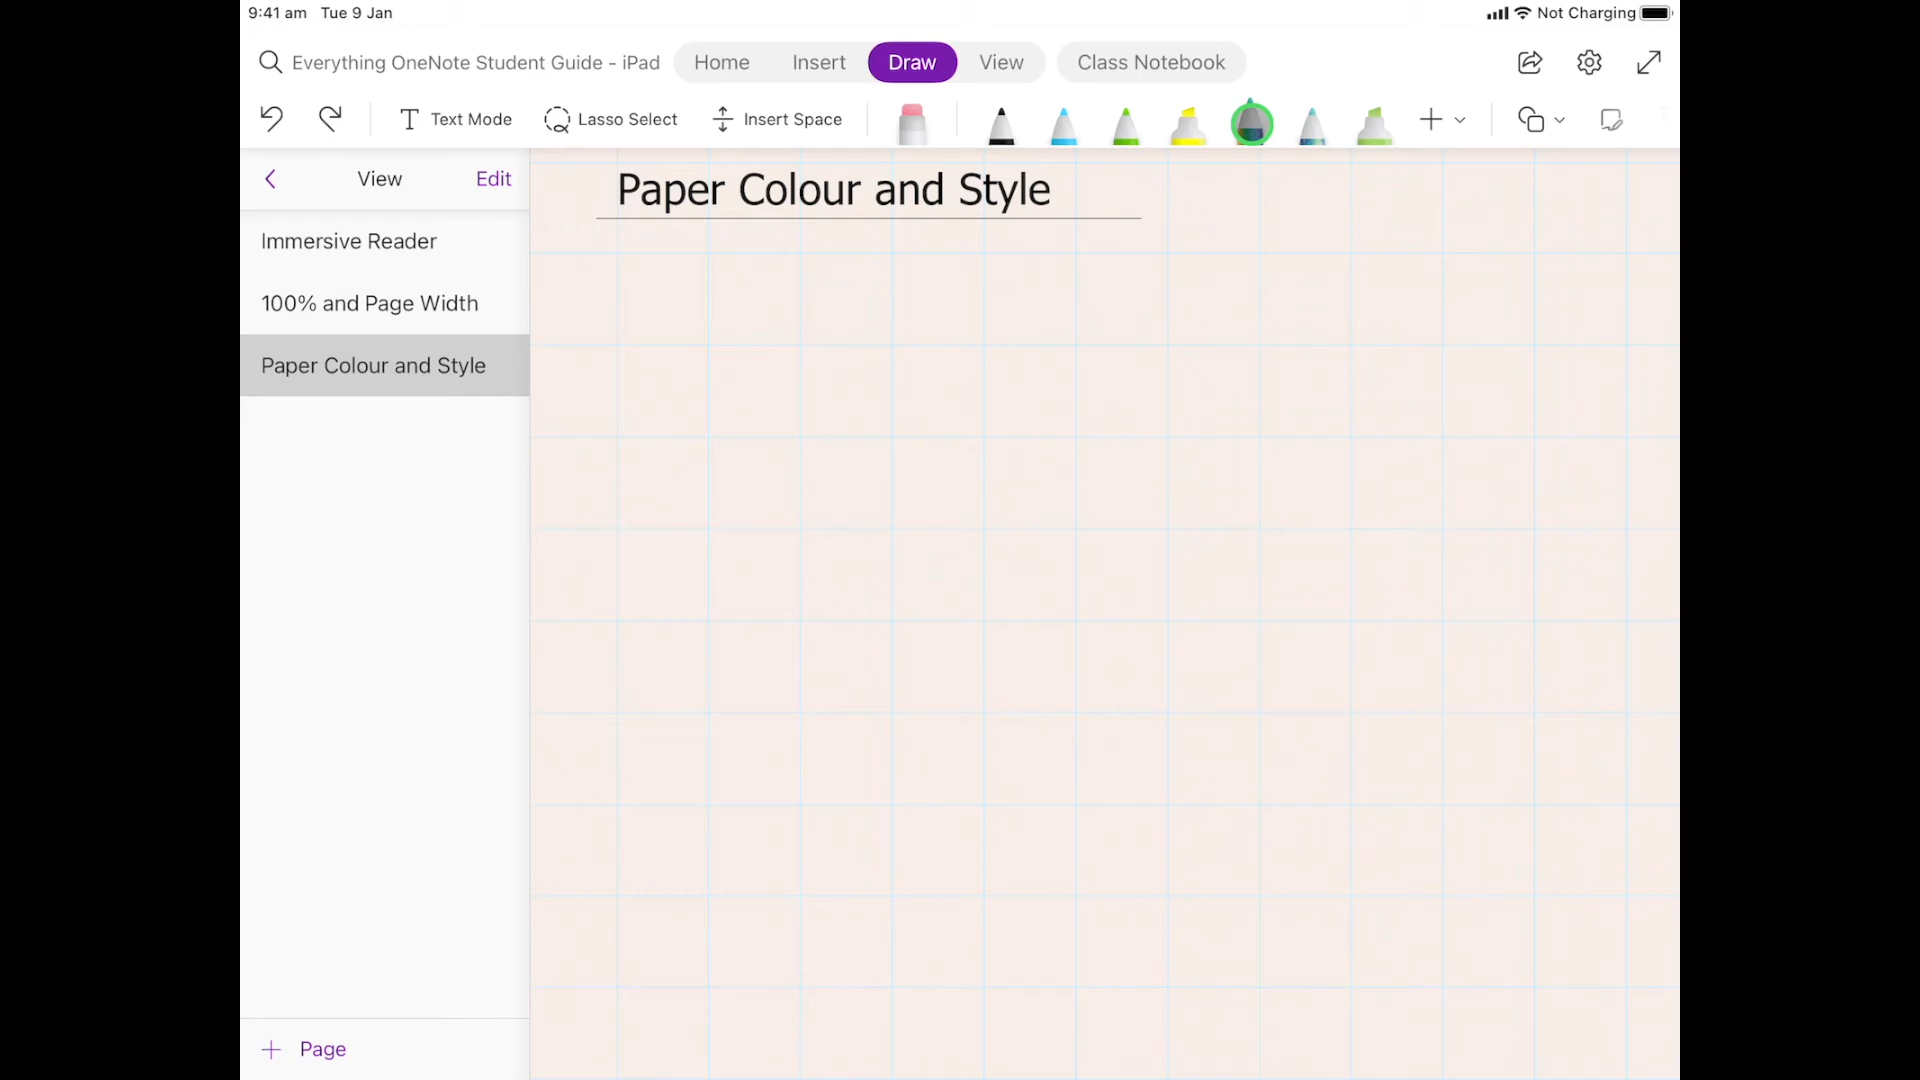 9:41 am Tue 9 Jan
Not Charging
Everything OneNote Student Guide - iPad
Home
Insert
Draw
View
Class Notebook
Text Mode
Lasso Select
Insert Space
View
Edit
Immersive Reader
100% and Page Width
Paper Colour and Style
Page
Paper Colour and Style